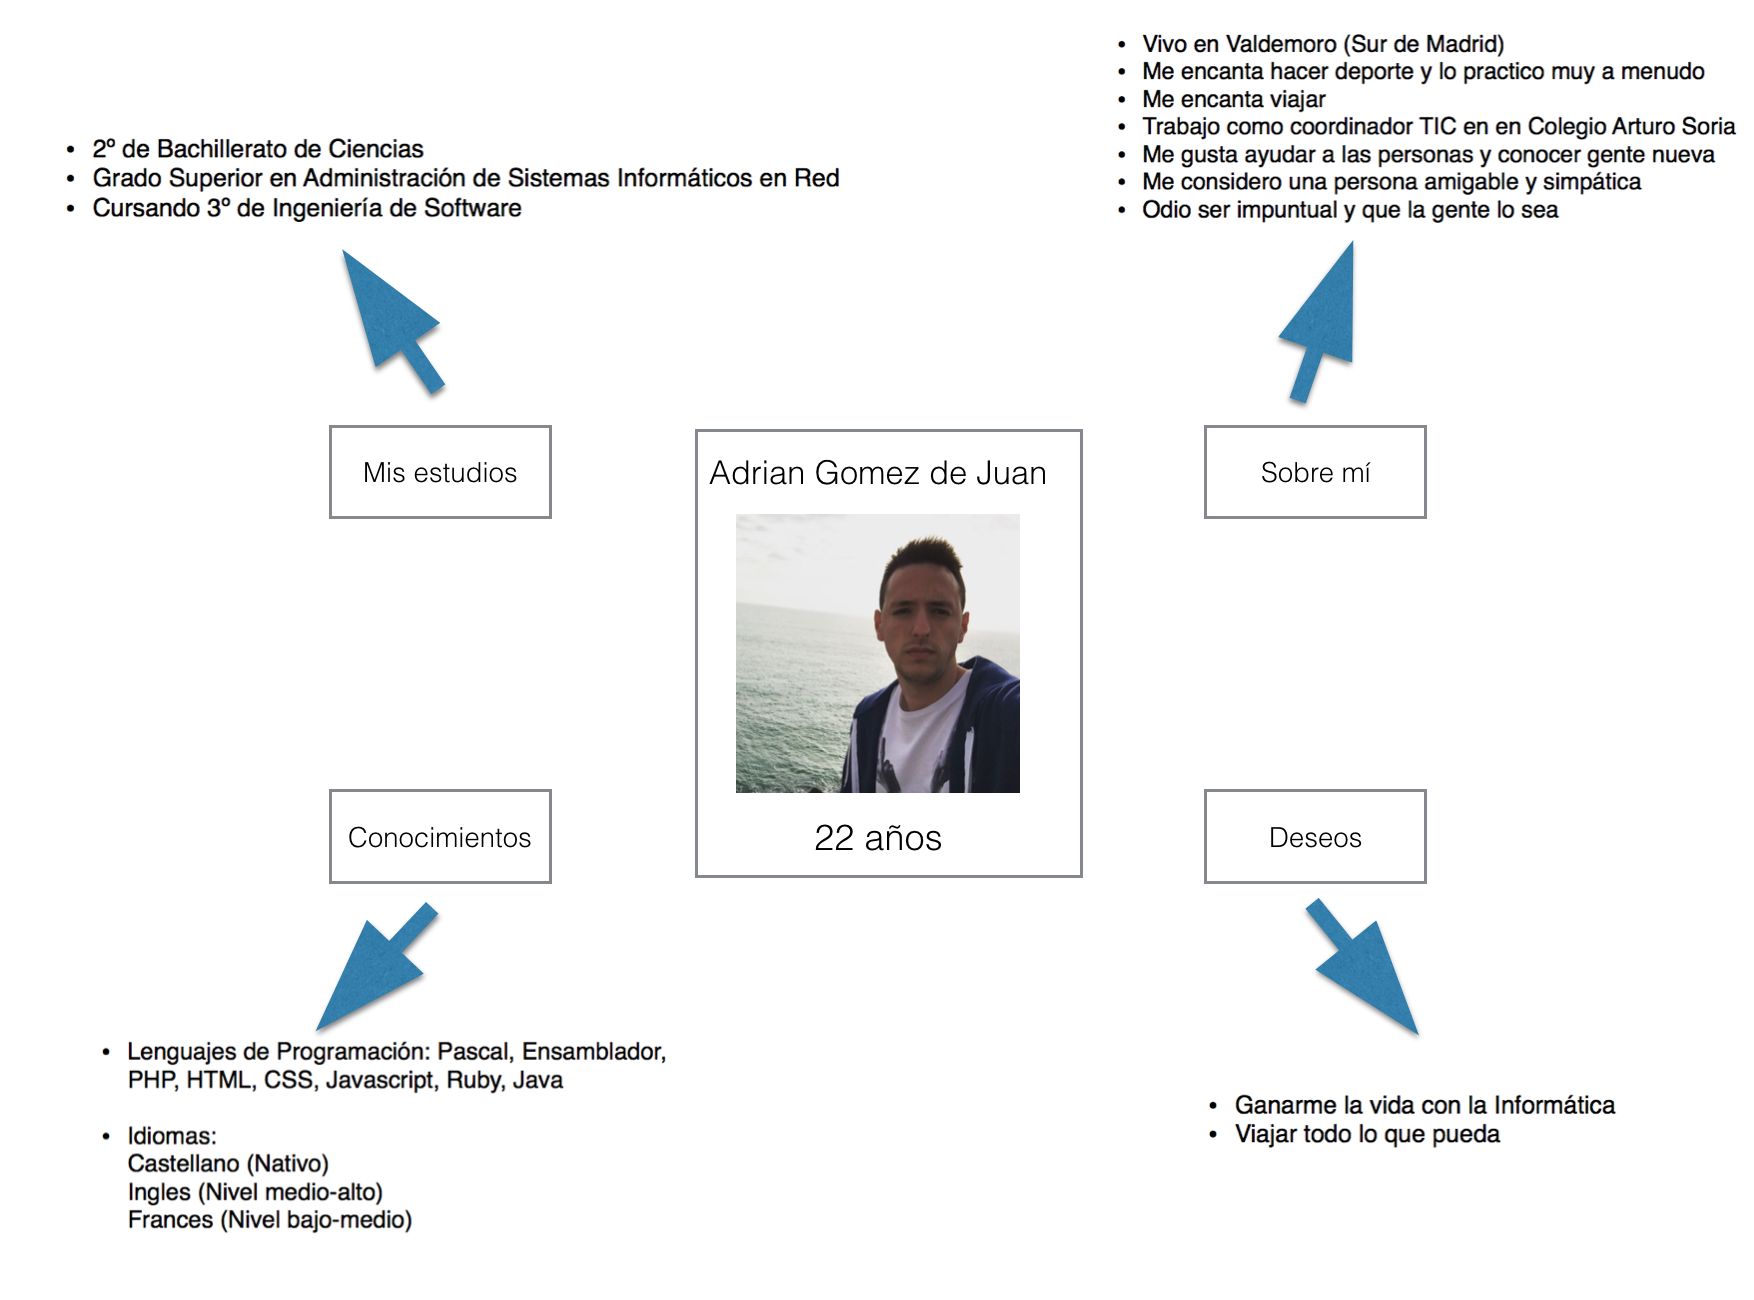 • Vivo en Valdemoro (Sur de Madrid)
• Me encanta hacer deporte y lo practico muy a menudo
• Me encanta viajar
• Trabajo como coordinador TIC en en Colegio Arturo Soria
• Me gusta ayudar a las personas y conocer gente nueva
• Me considero una persona amigable y simpática
• Odio ser impuntual y que la gente lo sea
• 2º de Bachillerato de Ciencias
• Grado Superior en Administración de Sistemas Informáticos en Red
• Cursando 3º de Ingeniería de Software
Mis estudios
Adrian Gomez de Juan
Sobre mí
Conocimientos
22 años
Deseos
• Lenguajes de Programación: Pascal, Ensamblador,
PHP, HTML, CSS, Javascript, Ruby, Java
• Idiomas:
Castellano (Nativo)
Ingles (Nivel medio-alto)
Frances (Nivel bajo-medio)
• Ganarme la vida con la Informática
• Viajar todo lo que pueda